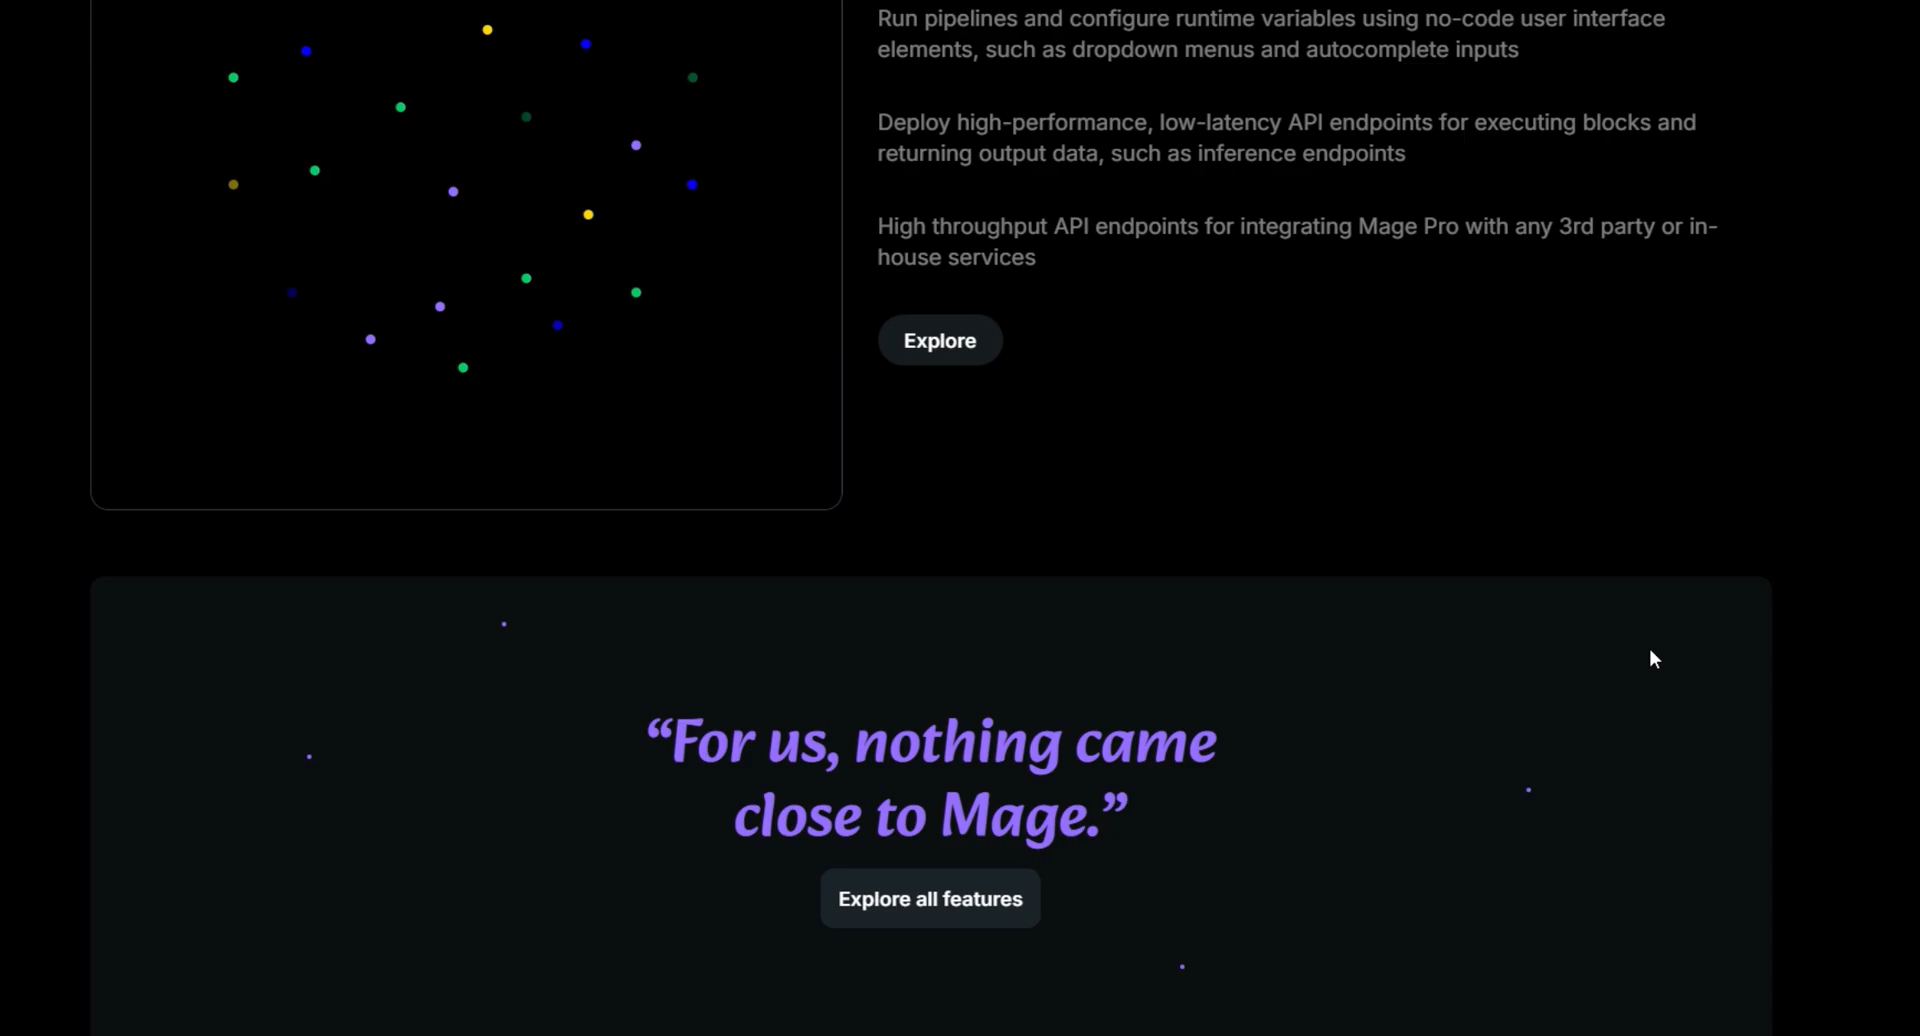 Run pipelines and configure runtime variables using no-code user interface
elements, such as dropdown menus and autocomplete inputs
Deploy high-performance, low-latency API endpoints for executing blocks and
returning output data, such as inference endpoints
High throughput API endpoints for integrating Mage Pro with any 3rd party or in-
house services
Explore
“For us, nothing came
close to Mage.”
Explore all features